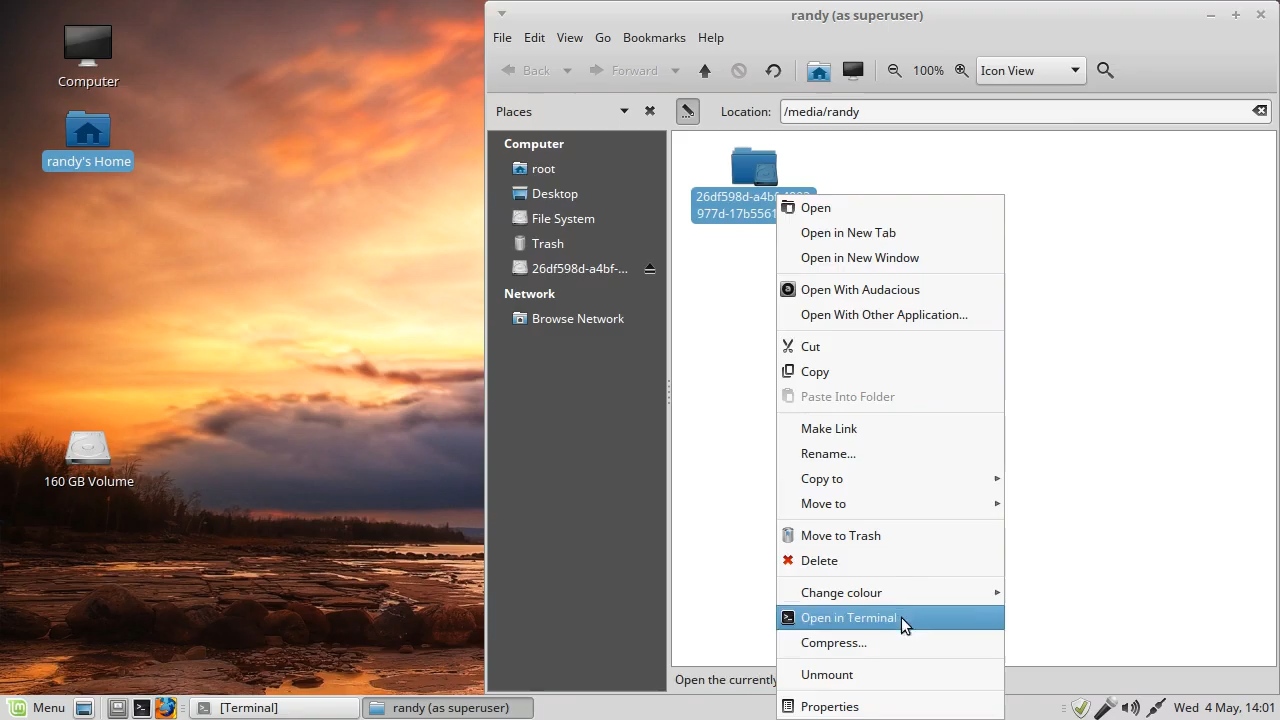 Computer
randy's Home
160 GB Volume
randy (as superuser)
File Edit View Go Bookmarks Help
Back Forward 100% Icon View
Places
Location: /media/randy
Computer
root
Desktop
File System
Trash
26df598d-a4bf-...
Network
Browse Network
26df598d-a4bf-
977d-17b5561
Open
Open in New Tab
Open in New Window
Open With Audacious
Open With Other Application...
Cut
Copy
Paste Into Folder
Make Link
Rename...
Copy to
Move to
Move to Trash
Delete
Change colour
Open in Terminal
Compress...
Unmount
Properties
Open the currently
Menu [Terminal] randy (as superuser) Wed 4 May, 14:01